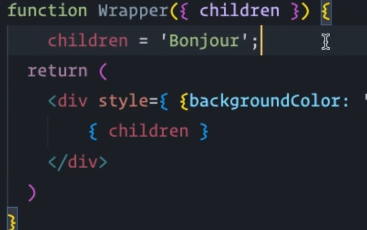 function Wrapper({ children }) {
children = 'Bonjour';
return (
<div style={ {backgroundColor: '
{ children }
</div>
)
}